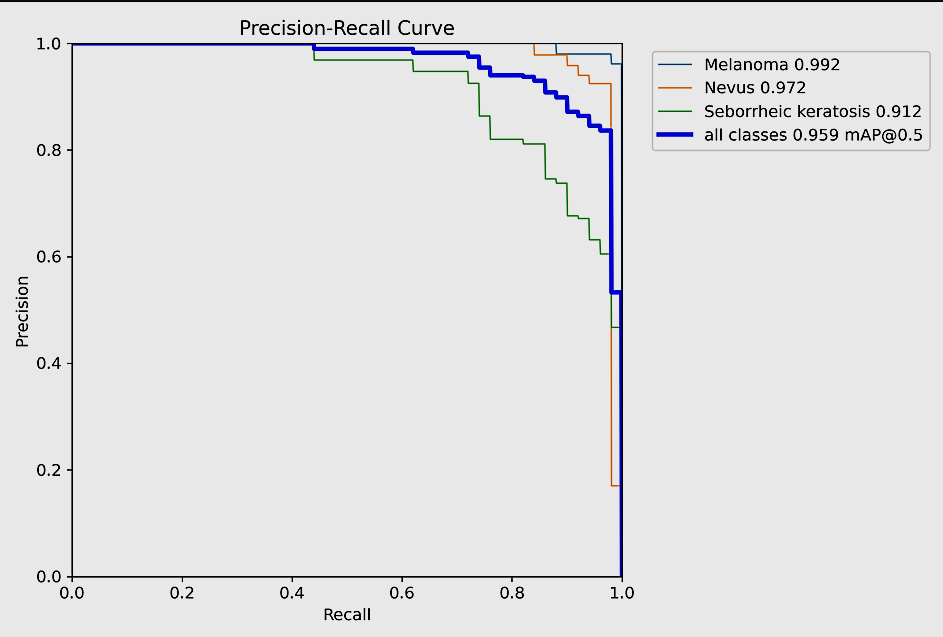 Precision-Recall Curve
1.0
0.8
0.6
0.4
0.2
0.0
Precision
0.0 0.2 0.4 0.6 0.8 1.0
Recall
Melanoma 0.992
Nevus 0.972
Seborrheic keratosis 0.912
all classes 0.959 mAP@0.5